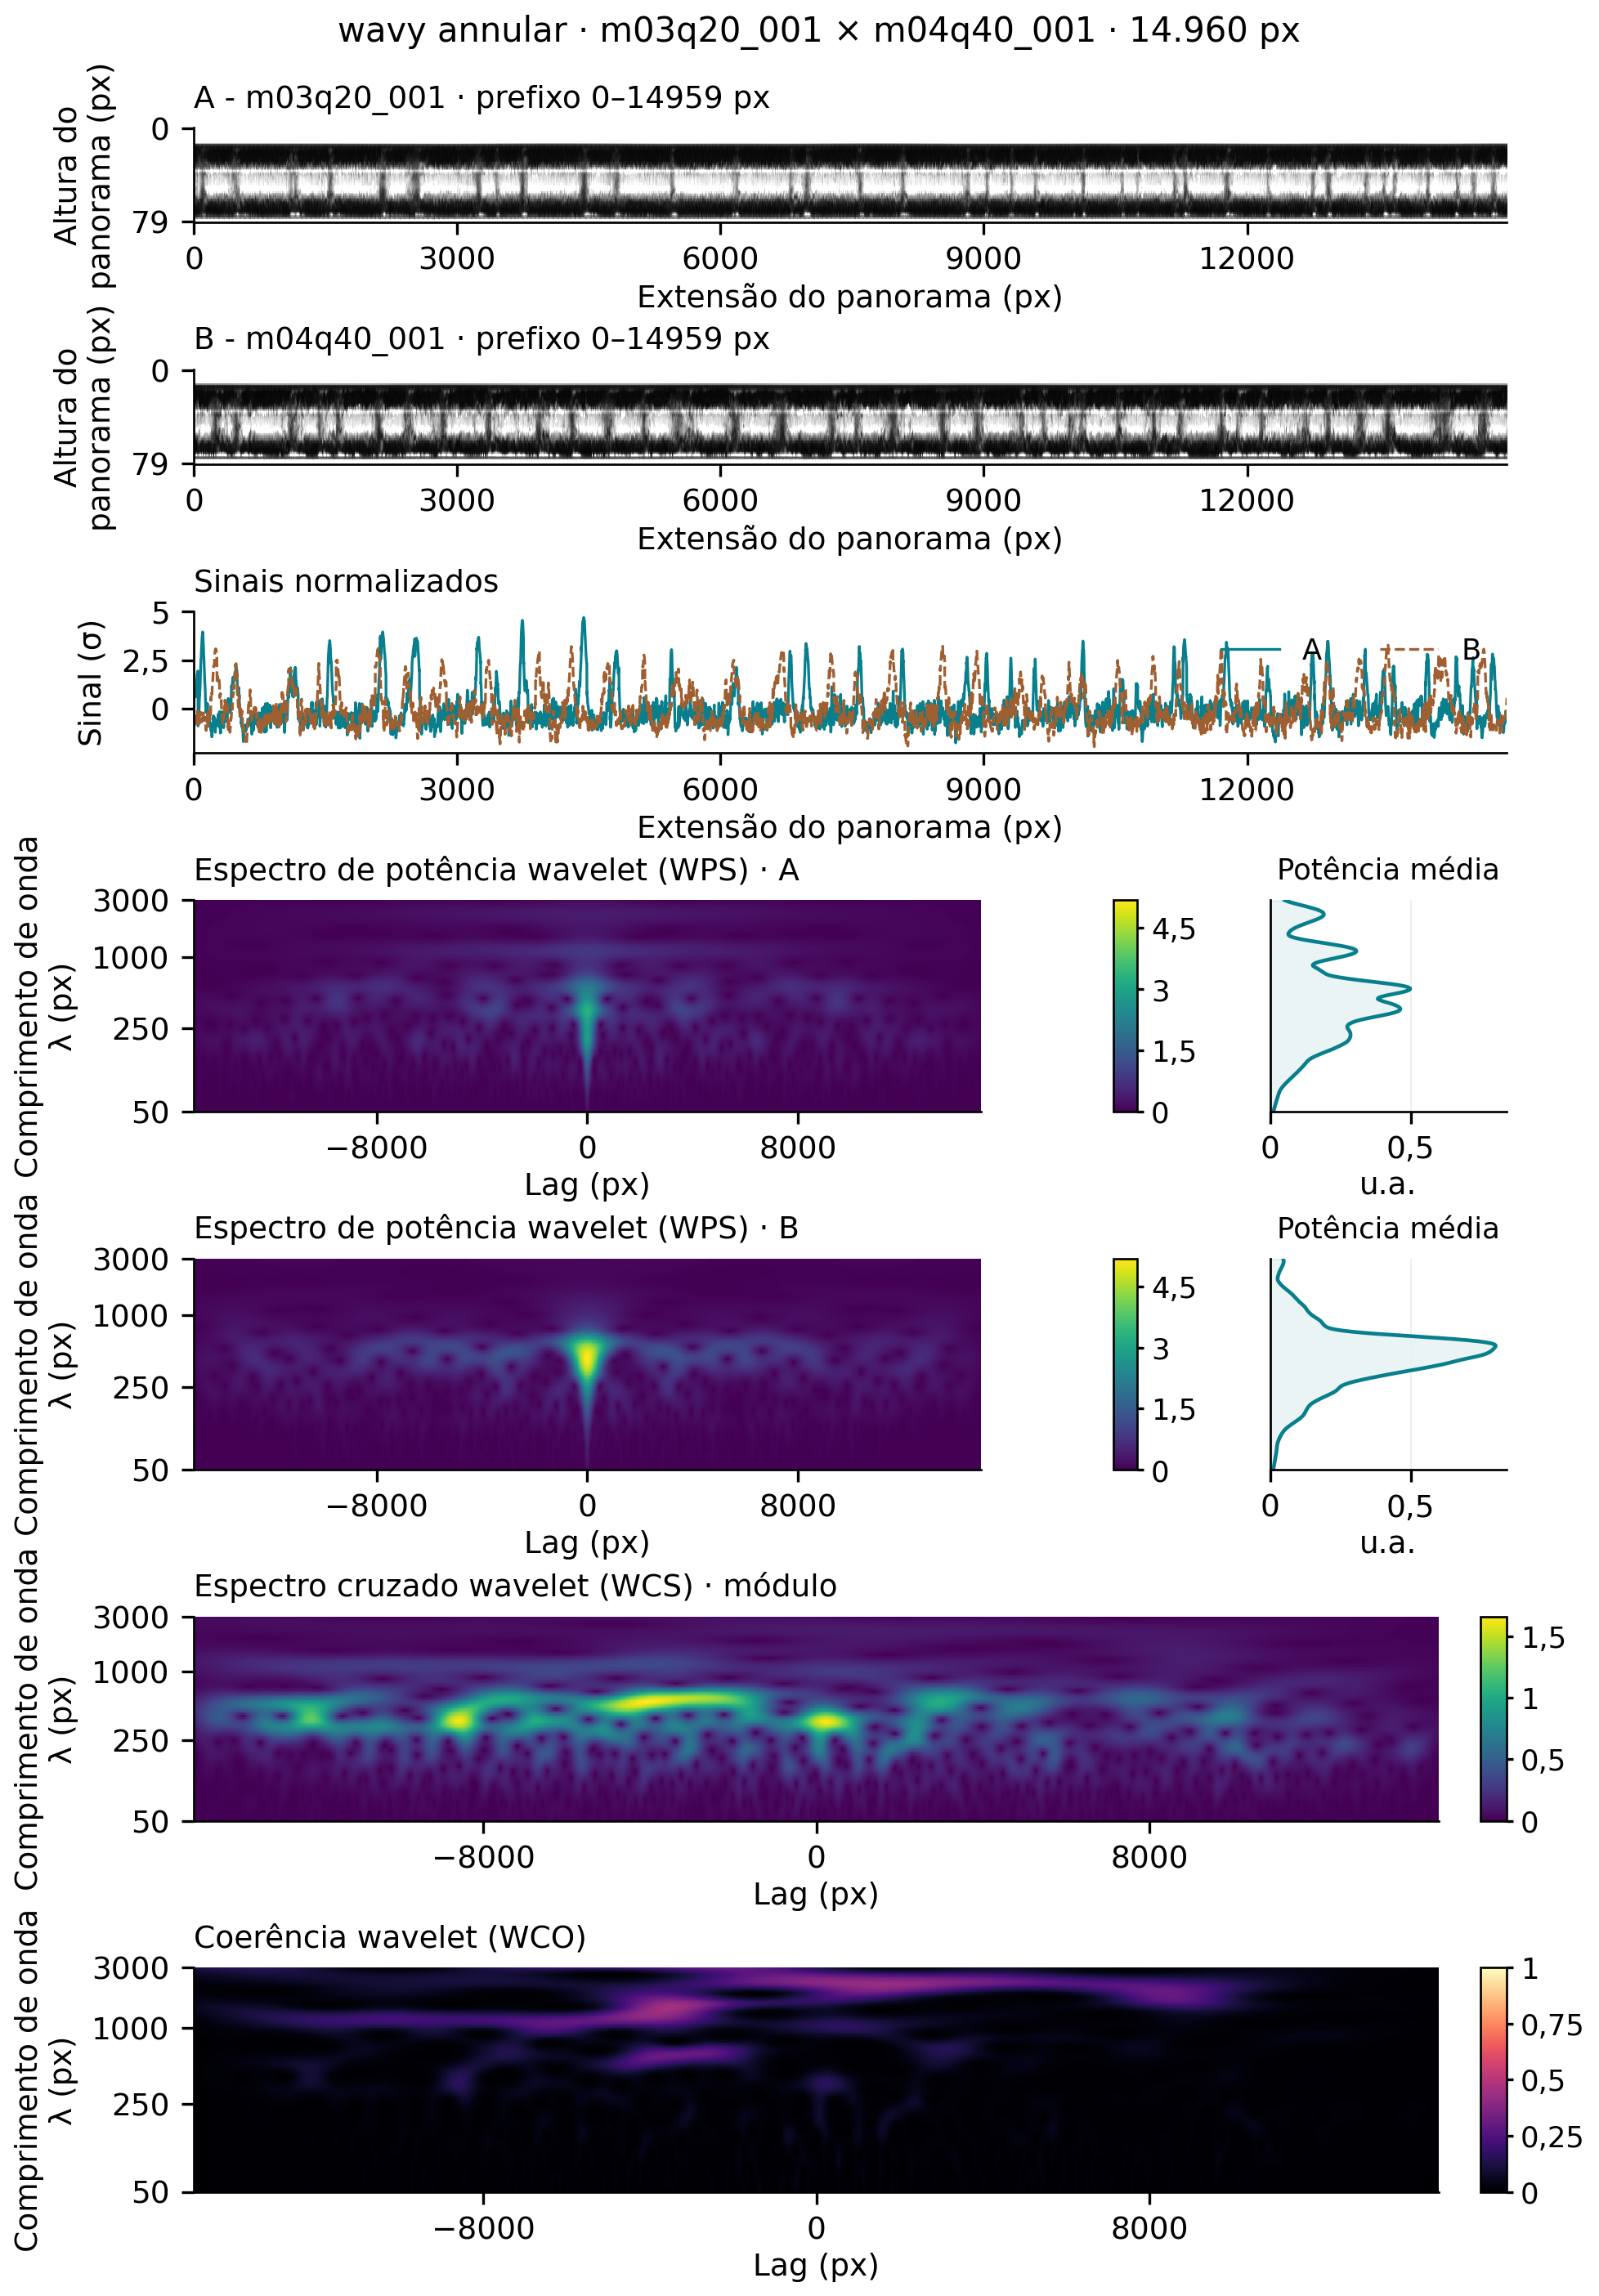 wavy annular · m03q20_001 × m04q40_001 · 14.960 px
A - m03q20_001 · prefixo 0–14959 px
Altura do
panorama (px)
0
79
0 3000 6000 9000 12000
Extensão do panorama (px)
B - m04q40_001 · prefixo 0–14959 px
Altura do
panorama (px)
0
79
0 3000 6000 9000 12000
Extensão do panorama (px)
Sinais normalizados
Sinal (σ)
5
2,5
0
A B
0 3000 6000 9000 12000
Extensão do panorama (px)
Espectro de potência wavelet (WPS) · A
Comprimento de onda
λ (px)
3000
1000
250
50
−8000 0 8000
Lag (px)
4,5
3
1,5
0
Potência média
0 0,5
u.a.
Espectro de potência wavelet (WPS) · B
Comprimento de onda
λ (px)
3000
1000
250
50
−8000 0 8000
Lag (px)
4,5
3
1,5
0
Potência média
0 0,5
u.a.
Espectro cruzado wavelet (WCS) · módulo
Comprimento de onda
λ (px)
3000
1000
250
50
−8000 0 8000
Lag (px)
1,5
1
0,5
0
Coerência wavelet (WCO)
Comprimento de onda
λ (px)
3000
1000
250
50
−8000 0 8000
Lag (px)
1
0,75
0,5
0,25
0